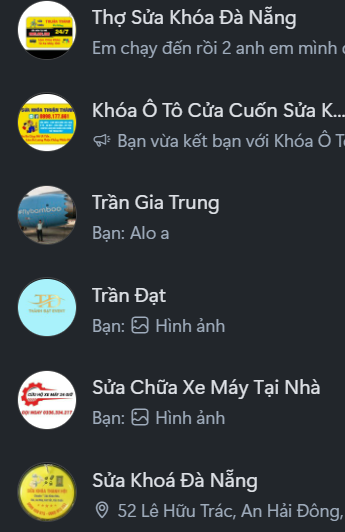 Thợ Sửa Khóa Đà Nẵng
24/7
Em chạy đến rồi 2 anh em mình
Khóa Ô Tô Cửa Cuốn Sửa K...
Bạn vừa kết bạn với Khóa Ô T
Trần Gia Trung
Bạn: Alo a
Trần Đạt
Bạn: Hình ảnh
Sửa Chữa Xe Máy Tại Nhà
Bạn: Hình ảnh
Sửa Khoá Đà Nẵng
52 Lê Hữu Trác, An Hải Đông,